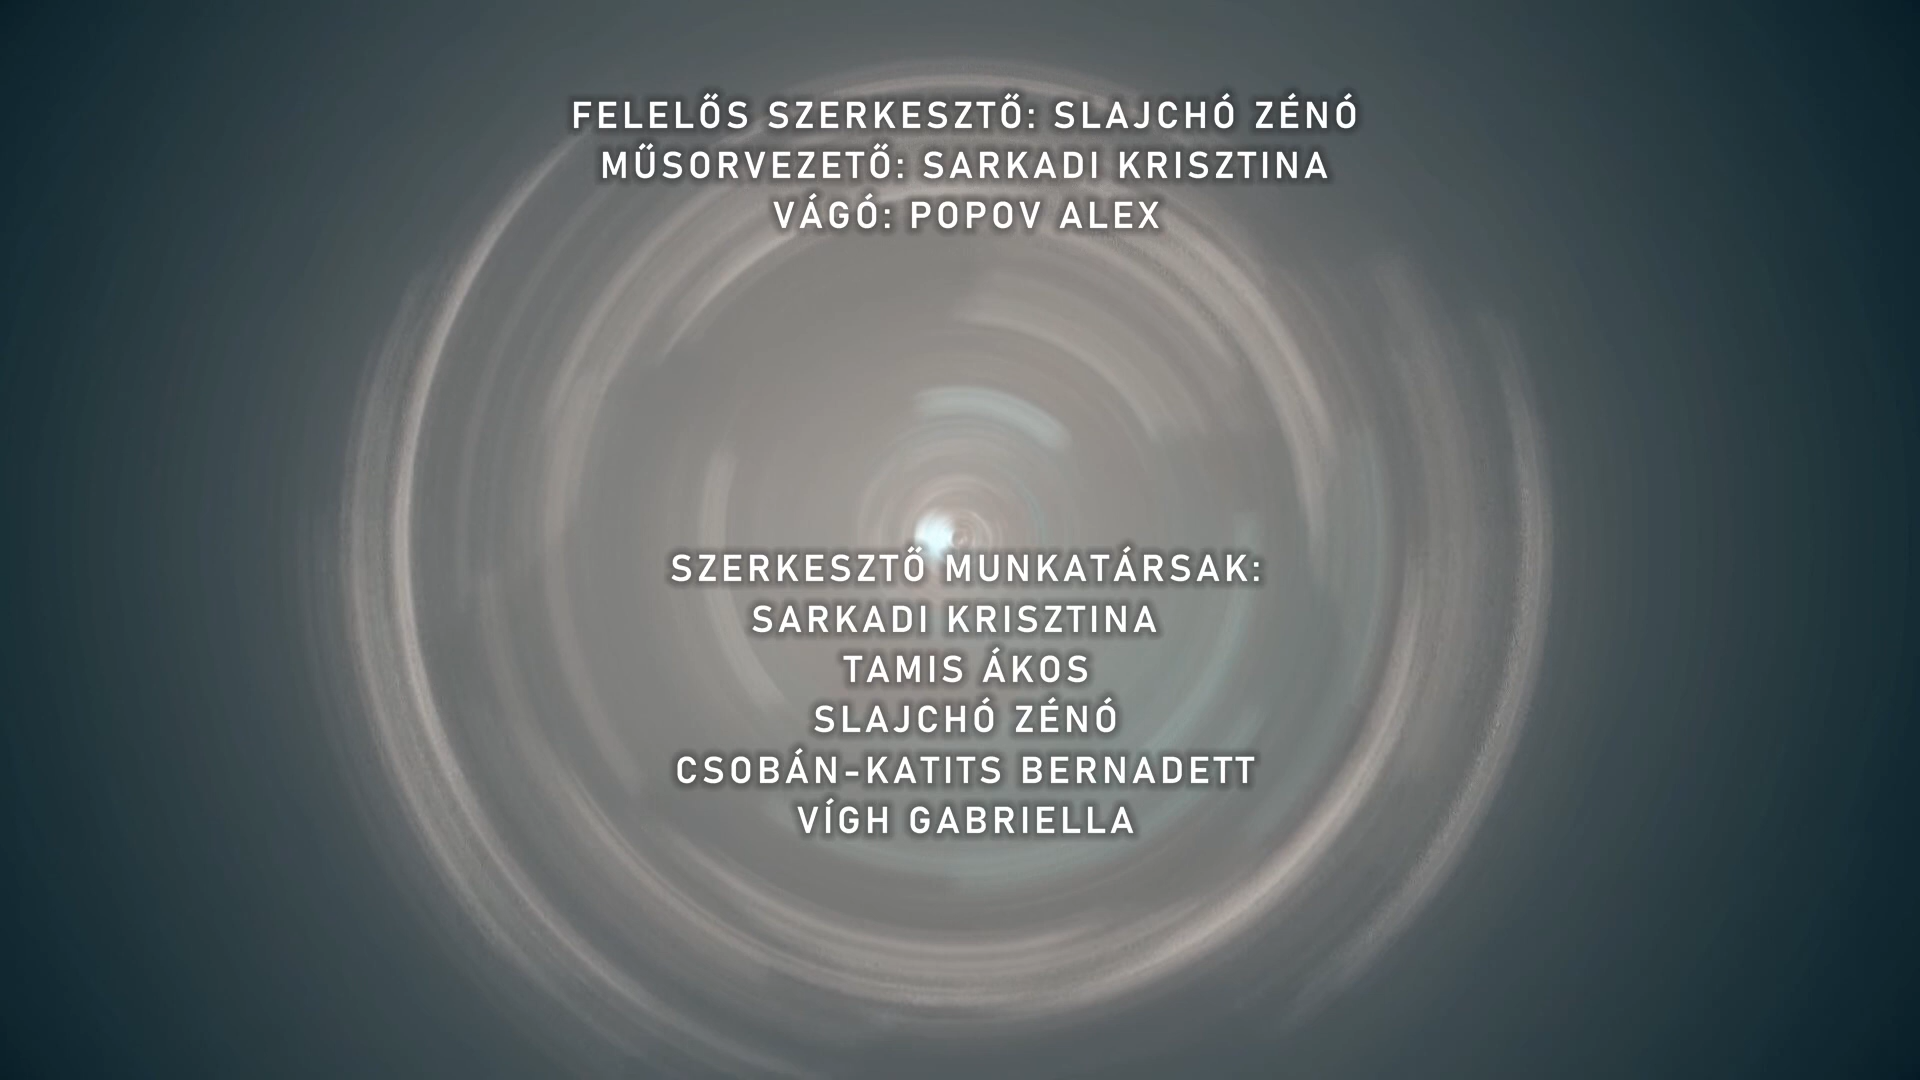 FELELŐS SZERKESZTŐ: SLAJCHÓ ZÉNÓ
MŰSORVEZETŐ: SARKADI KRISZTINA
VÁGÓ: POPOV ALEX
SZERKESZTŐ MUNKATÁRSAK:
SARKADI KRISZTINA
TAMIS ÁKOS
SLAJCHÓ ZÉNÓ
CSOBÁN-KATITS BERNADETT
VÍGH GABRIELLA